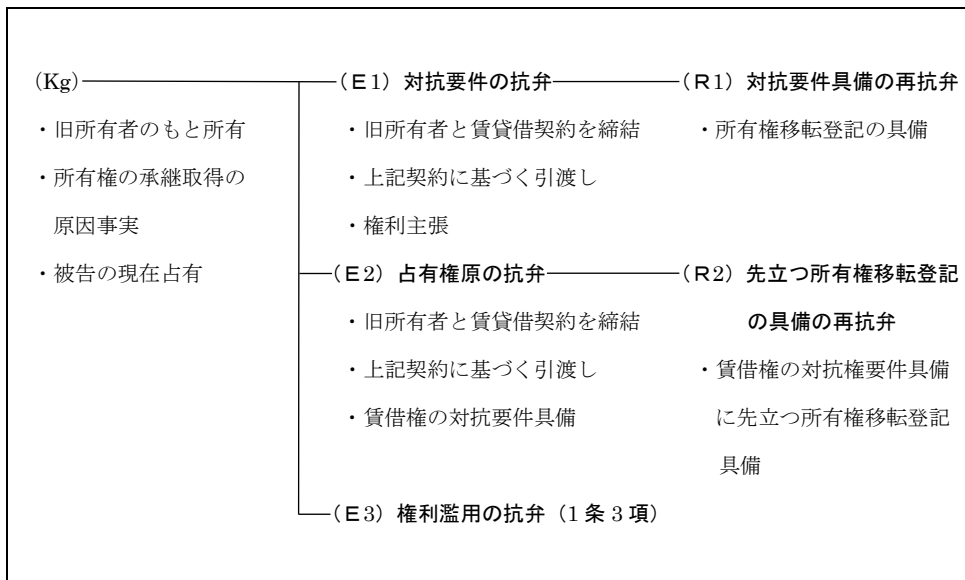 (Kg)
・旧所有者のもと所有
・所有権の承継取得の
原因事実
・被告の現在占有
(E1) 対抗要件の抗弁
・旧所有者と賃貸借契約を締結
・上記契約に基づく引渡し
・権利主張
(R1) 対抗要件具備の再抗弁
・所有権移転登記の具備
(E2) 占有権原の抗弁
・旧所有者と賃貸借契約を締結
・上記契約に基づく引渡し
・賃借権の対抗要件具備
(R2) 先立つ所有権移転登記
の具備の再抗弁
・賃借権の対抗権要件具備
に先立つ所有権移転登記
具備
(E3) 権利濫用の抗弁（1条3項）